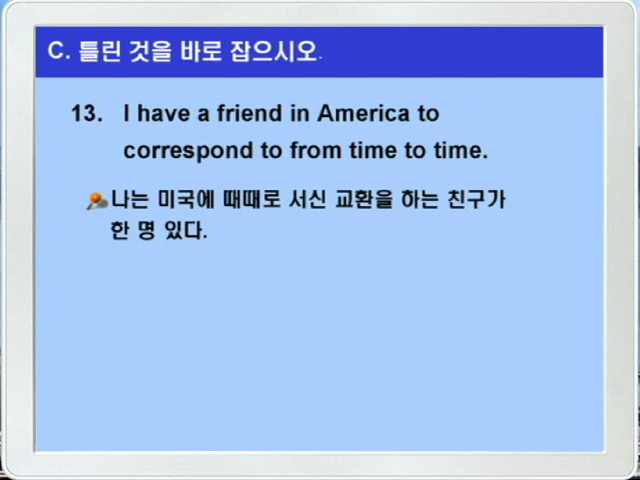 C. 틀린 것을 바로 잡으시오.
13. I have a friend in America to
correspond to from time to time.
나는 미국에 때때로 서신 교환을 하는 친구가
한 명 있다.